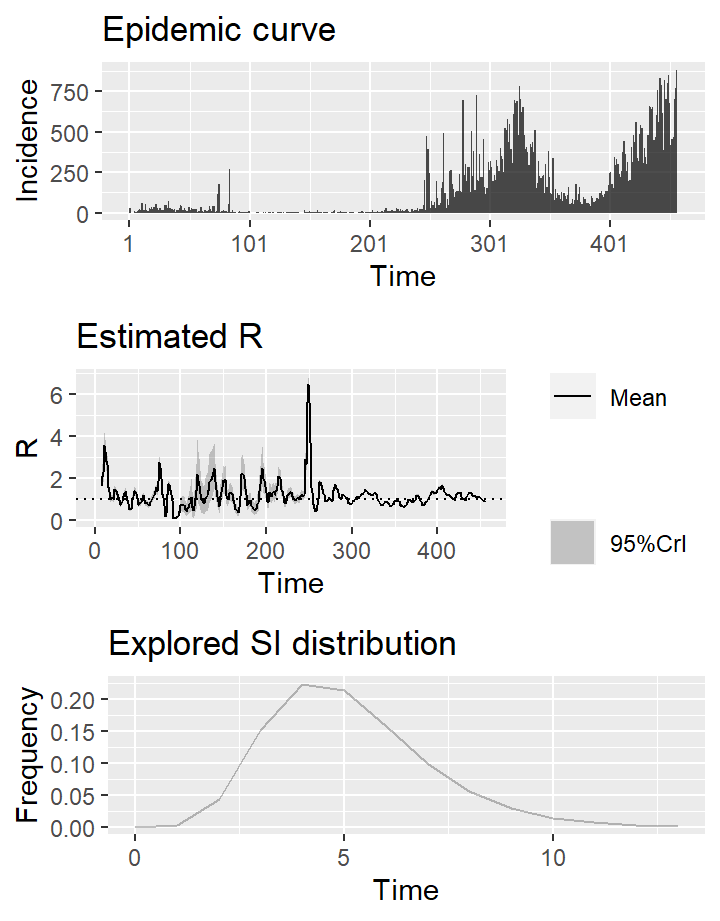 Epidemic curve
Incidence
750
500
250
0
1 101 201 301 401
Time
Estimated R
R
6
4
2
0
0 100 200 300 400
Time
Mean
95%CrI
Explored SI distribution
Frequency
0.20
0.15
0.10
0.05
0.00
0 5 10
Time